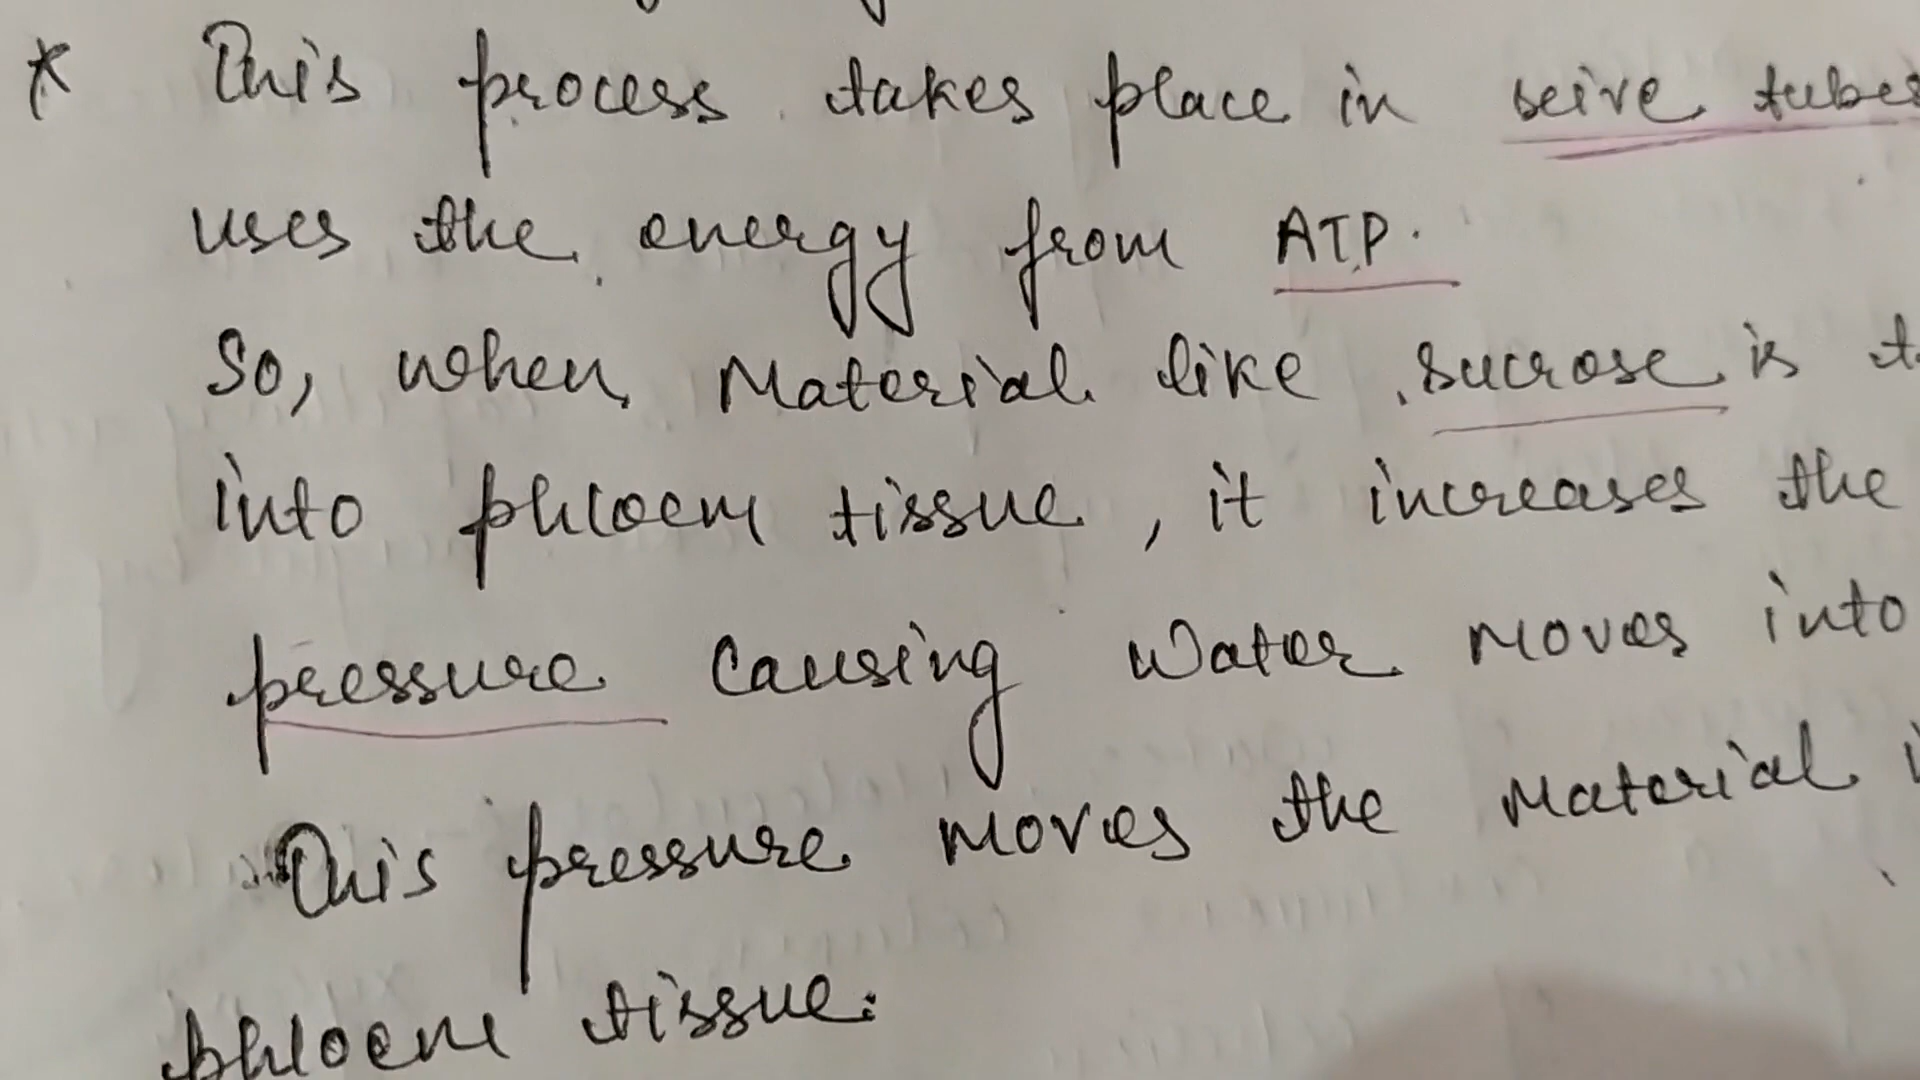 * This process takes place in seive tubes
uses the energy from ATP.
So, when Material like sucrose is
into phloem tissue, it increases the
pressure causing Water moves into
This pressure moves the Material
phloem tissue.